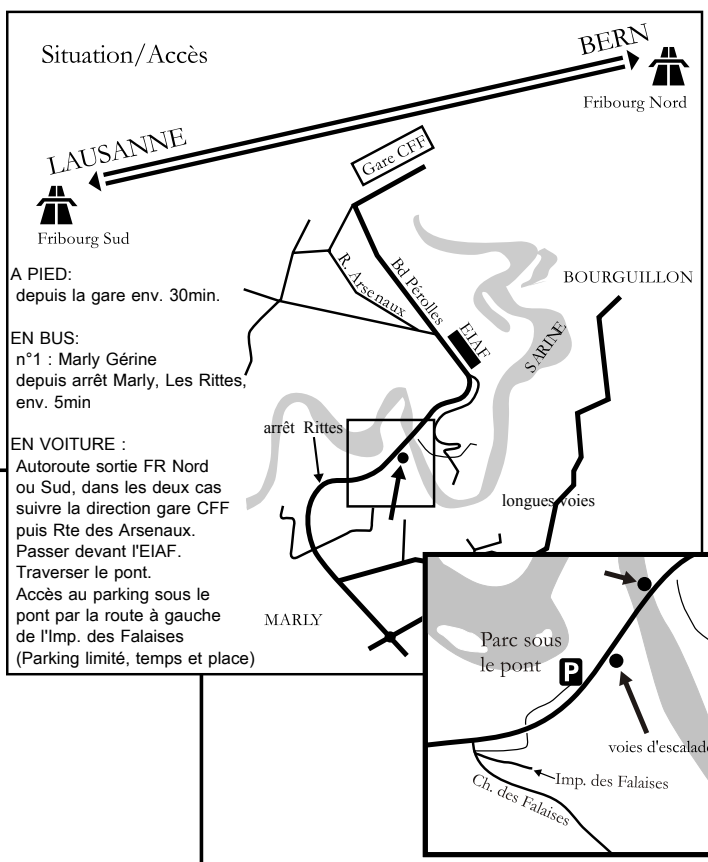 Situation/Accès
BERN
Fribourg Nord
LAUSANNE
Fribourg Sud
Gare CFF
R. Arsenaux
Bd Pérolles
EIAF
SARINE
BOURGUILLON
A PIED:
depuis la gare env. 30min.
EN BUS:
n°1 : Marly Gérine
depuis arrêt Marly, Les Rittes,
env. 5min
EN VOITURE :
Autoroute sortie FR Nord
ou Sud, dans les deux cas
suivre la direction gare CFF
puis Rte des Arsenaux.
Passer devant l'EIAF.
Traverser le pont.
Accès au parking sous le
pont par la route à gauche
de l'Imp. des Falaises
(Parking limité, temps et place)
arrêt Rittes
longues voies
MARLY
Parc sous
le pont
P
voies d'escalade
Imp. des Falaises
Ch. des Falaises